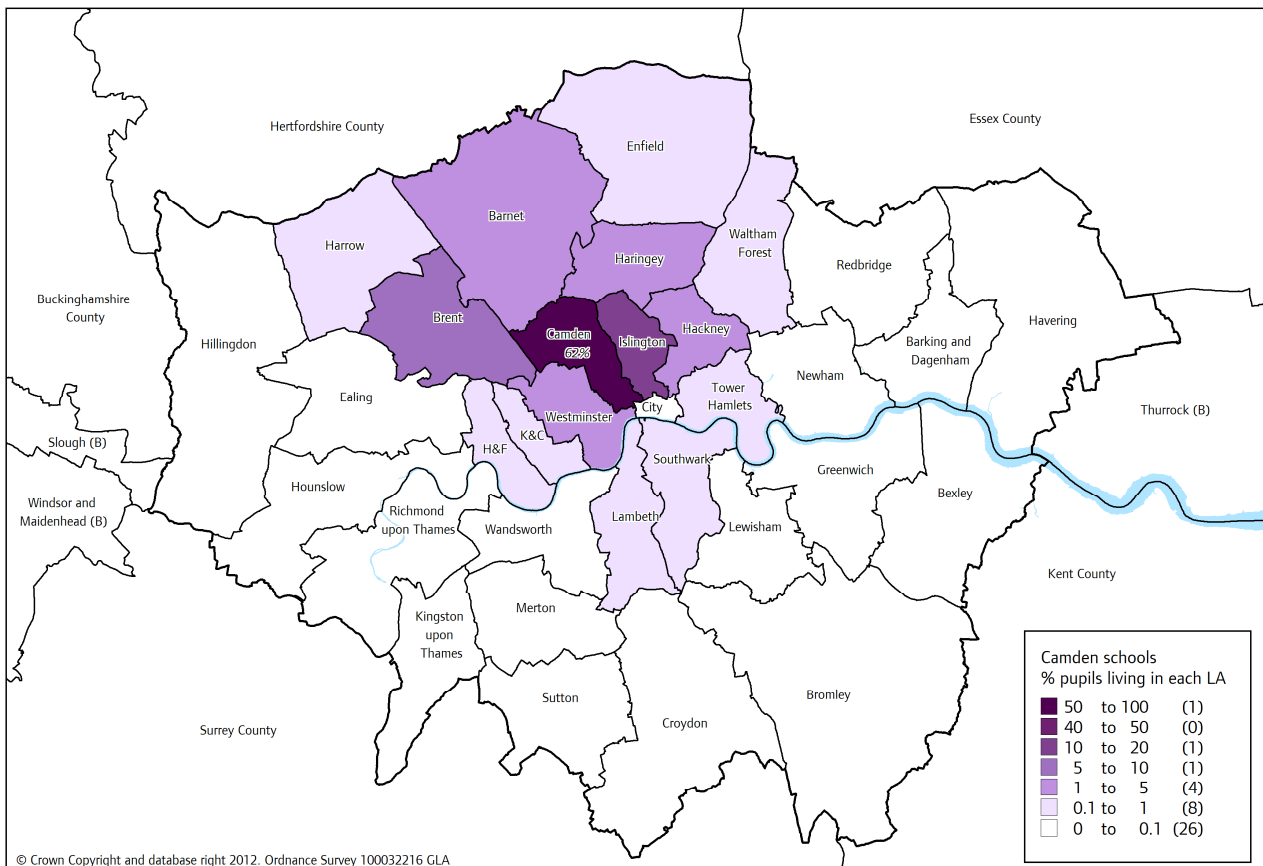 Hertfordshire County
Essex County
Enfield
Barnet
Waltham
Forest
Harrow
Haringey
Redbridge
Buckinghamshire
County
Brent
Camden
62%
Islington
Hackney
Havering
Hillingdon
Barking and
Dagenham
Newham
Ealing
Tower
Hamlets
City
Westminster
Thurrock (B)
Slough (B)
K&C
H&F
Southwark
Greenwich
Hounslow
Bexley
Windsor and
Maidenhead (B)
Richmond
upon Thames
Wandsworth
Lambeth
Lewisham
Kent County
Merton
Kingston
upon
Thames
Sutton
Bromley
Croydon
Surrey County
Camden schools
% pupils living in each LA
50 to 100 (1)
40 to 50 (0)
10 to 20 (1)
5 to 10 (1)
1 to 5 (4)
0.1 to 1 (8)
0 to 0.1 (26)
© Crown Copyright and database right 2012. Ordnance Survey 100032216 GLA